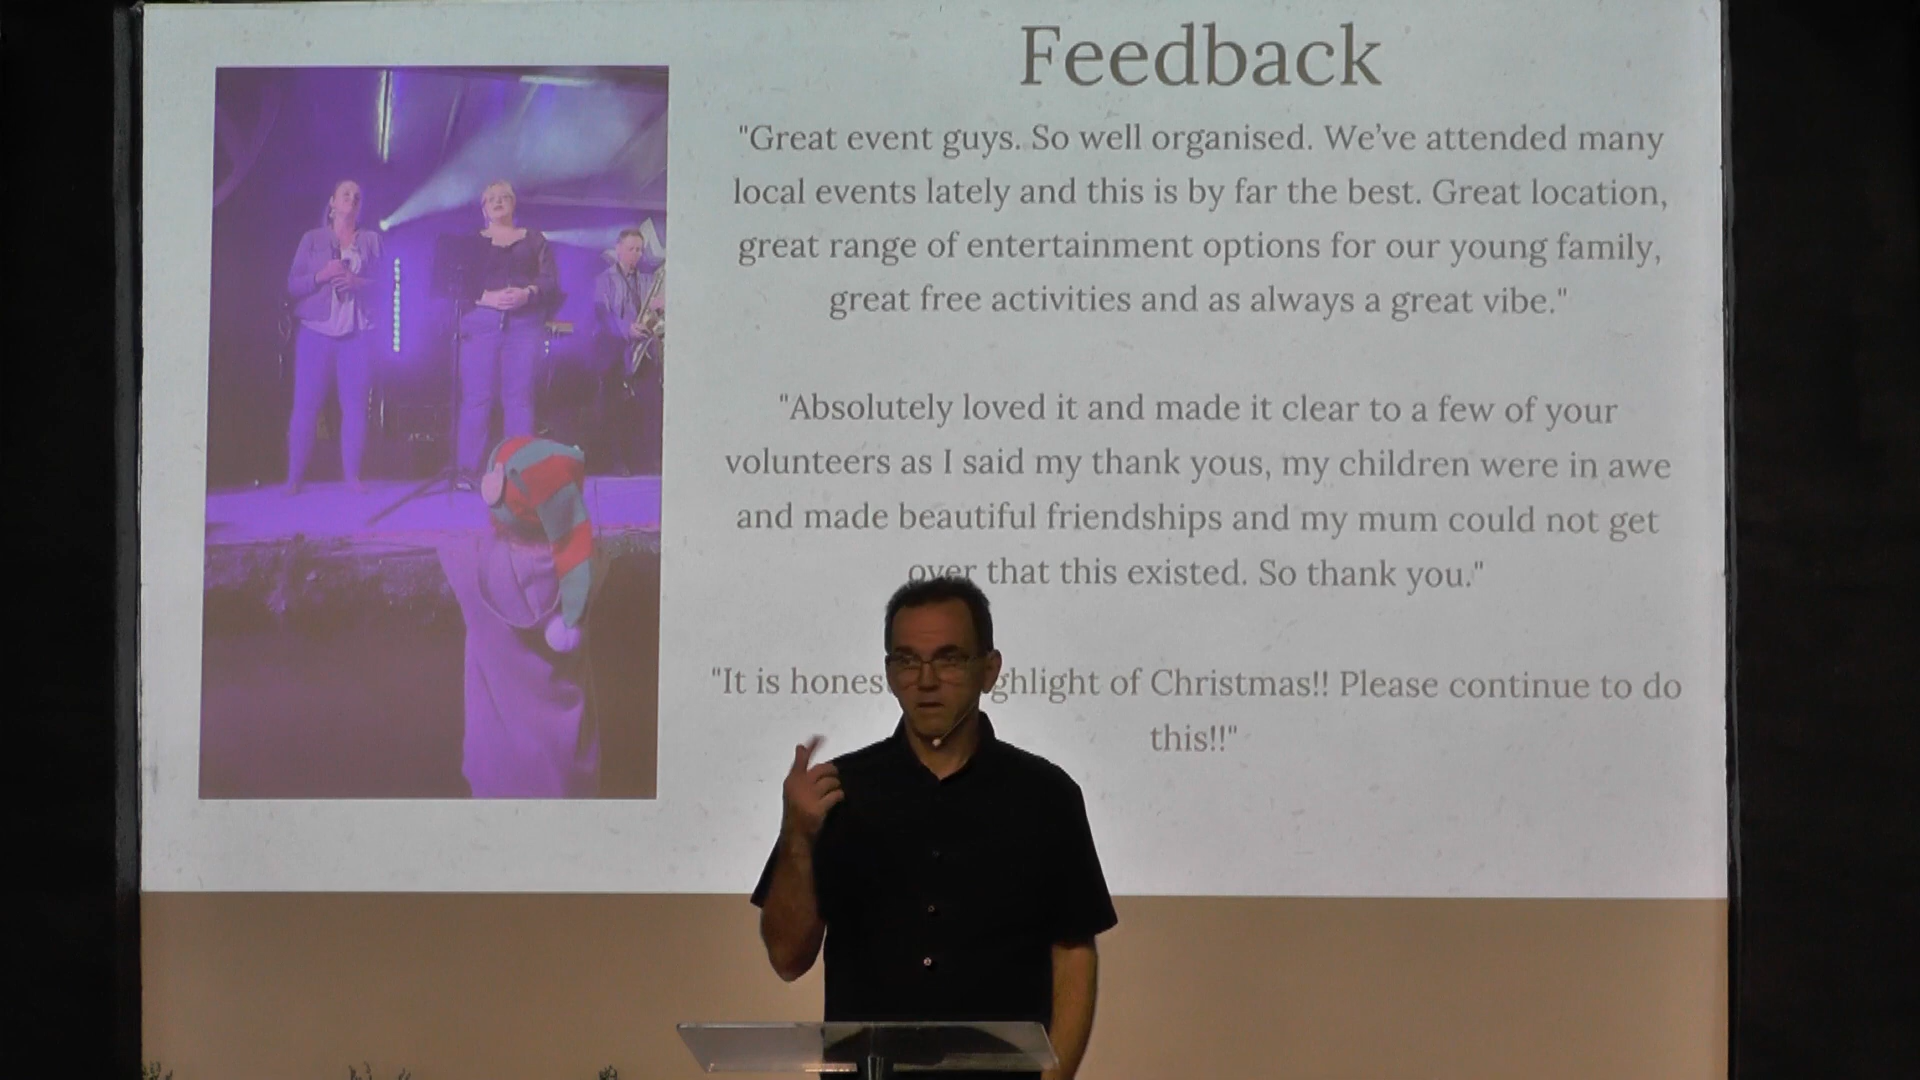 Feedback
"Great event guys. So well organised. We've attended many
local events lately and this is by far the best. Great location,
great range of entertainment options for our young family,
great free activities and as always a great vibe."
"Absolutely loved it and made it clear to a few of your
volunteers as I said my thank yous, my children were in awe
and made beautiful friendships and my mum could not get
over that this existed. So thank you."
"It is of Christmas!! Please continue to do
this!!"